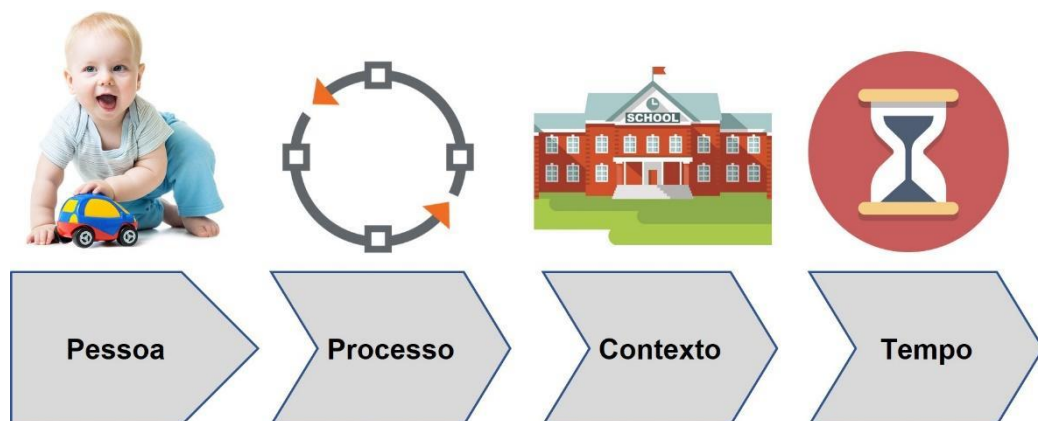 SCHOOL
Pessoa
Processo
Contexto
Tempo